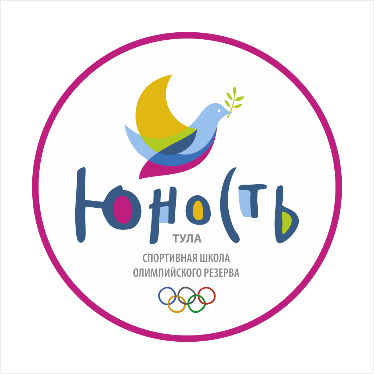 Юность
ТУЛА
СПОРТИВНАЯ ШКОЛА
ОЛИМПИЙСКОГО РЕЗЕРВА